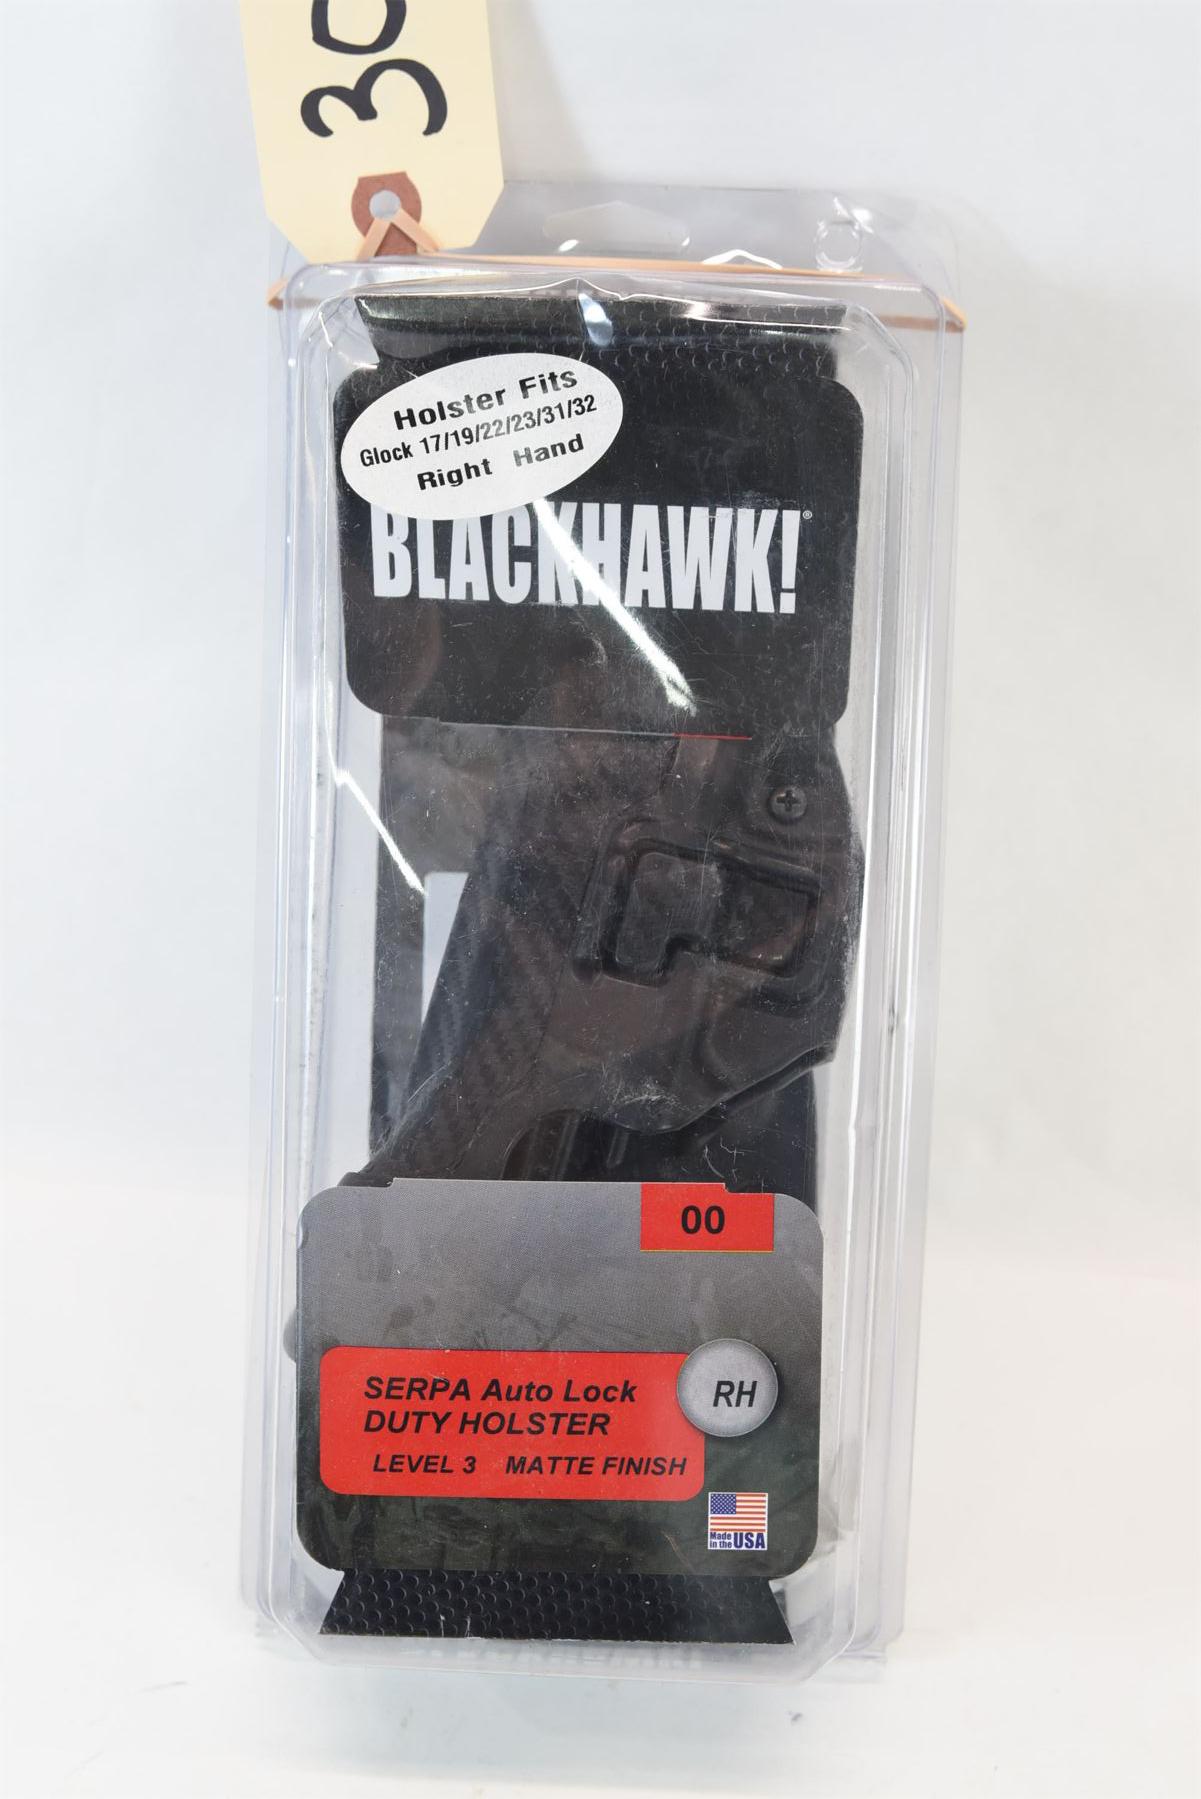 Holster Fits
Glock 17/19/22/23/31/32
Right Hand
BLACKHAWK!®
00
SERPA Auto Lock
DUTY HOLSTER
RH
LEVEL 3 MATTE FINISH
Made
in the USA